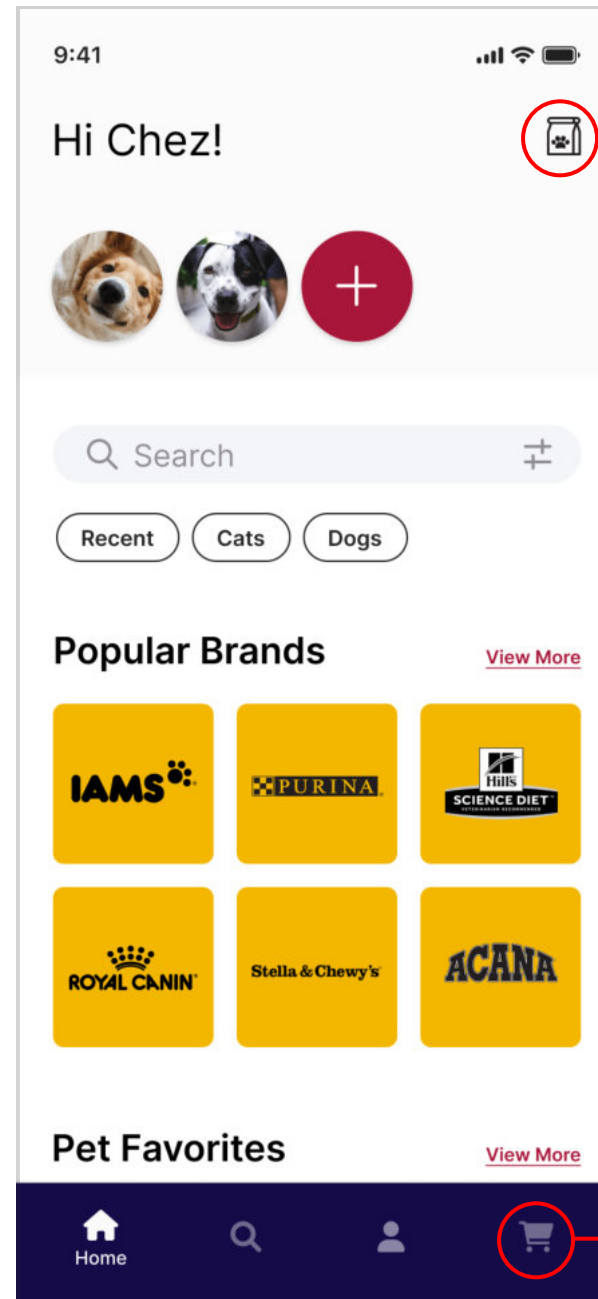 9:41
Hi Chez!
Search
Recent Cats Dogs
Popular Brands View More
IAMS PURINA Hill's
SCIENCE DIET
ROYAL CANIN Stella & Chewy's ACANA
Pet Favorites View More
Home